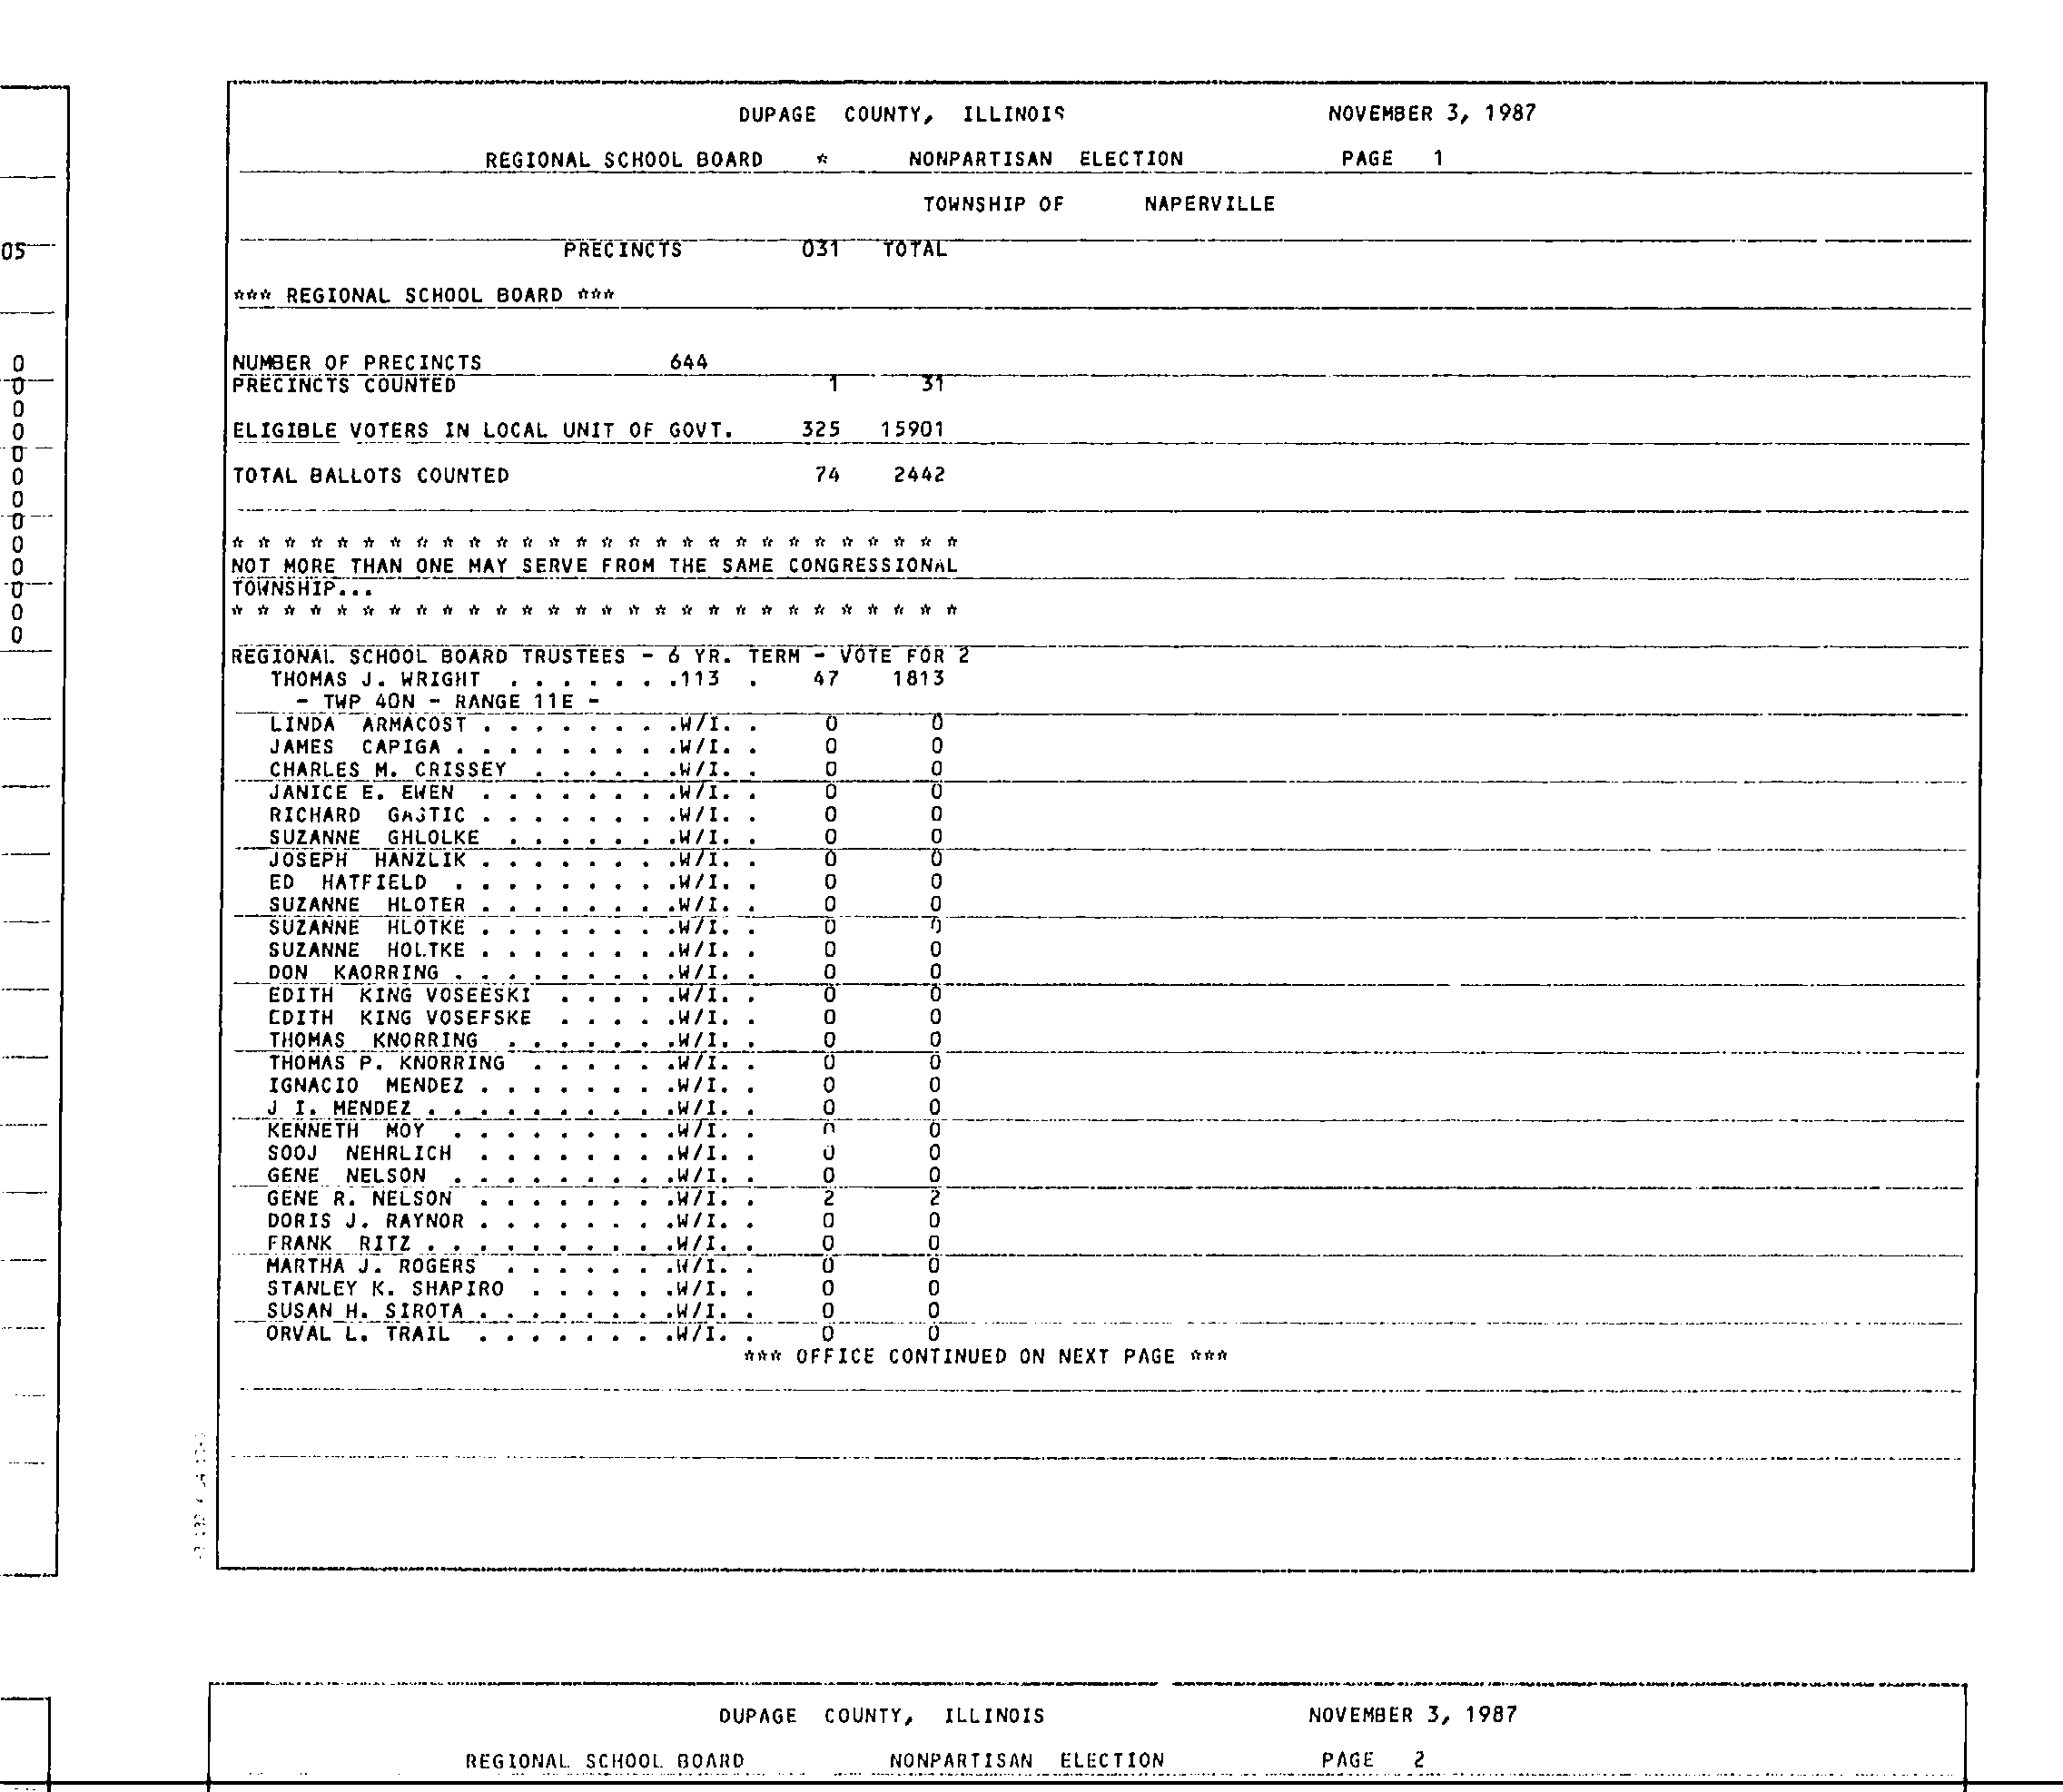 DUPAGE COUNTY, ILLINOIS NOVEMBER 3, 1987
REGIONAL SCHOOL BOARD * NONPARTISAN ELECTION PAGE 1
TOWNSHIP OF NAPERVILLE
PRECINCTS 031 TOTAL
*** REGIONAL SCHOOL BOARD ***
NUMBER OF PRECINCTS 644
PRECINCTS COUNTED 1 31
ELIGIBLE VOTERS IN LOCAL UNIT OF GOVT. 325 15901
TOTAL BALLOTS COUNTED 74 2442
* * * * * * * * * * * * * * * * * * * * * * * * * * * *
NOT MORE THAN ONE MAY SERVE FROM THE SAME CONGRESSIONAL
TOWNSHIP...
* * * * * * * * * * * * * * * * * * * * * * * * * * * *
REGIONAL SCHOOL BOARD TRUSTEES - 6 YR. TERM - VOTE FOR 2
THOMAS J. WRIGHT . . . . . . .113 . 47 1813
- TWP 40N - RANGE 11E -
LINDA ARMACOST . . . . . . . .W/I. . 0 0
JAMES CAPIGA . . . . . . . . .W/I. . 0 0
CHARLES M. CRISSEY . . . . . .W/I. . 0 0
JANICE E. EWEN . . . . . . . .W/I. . 0 0
RICHARD GASTIC . . . . . . . .W/I. . 0 0
SUZANNE GHLOLKE . . . . . . .W/I. . 0 0
JOSEPH HANZLIK . . . . . . . .W/I. . 0 0
ED HATFIELD . . . . . . . . .W/I. . 0 0
SUZANNE HLOTER . . . . . . . .W/I. . 0 0
SUZANNE HLOTKE . . . . . . . .W/I. . 0 0
SUZANNE HOLTKE . . . . . . . .W/I. . 0 0
DON KAORRING . . . . . . . . .W/I. . 0 0
EDITH KING VOSEESKI . . . . .W/I. . 0 0
EDITH KING VOSEFSKE . . . . .W/I. . 0 0
THOMAS KNORRING . . . . . . .W/I. . 0 0
THOMAS P. KNORRING . . . . . .W/I. . 0 0
IGNACIO MENDEZ . . . . . . . .W/I. . 0 0
J I. MENDEZ . . . . . . . . . .W/I. . 0 0
KENNETH MOY . . . . . . . . .W/I. . 0 0
SOOJ NEHRLICH . . . . . . . .W/I. . 0 0
GENE NELSON . . . . . . . . .W/I. . 0 0
GENE R. NELSON . . . . . . . .W/I. . 2 2
DORIS J. RAYNOR . . . . . . . .W/I. . 0 0
FRANK RITZ . . . . . . . . . .W/I. . 0 0
MARTHA J. ROGERS . . . . . . .W/I. . 0 0
STANLEY K. SHAPIRO . . . . . .W/I. . 0 0
SUSAN H. SIROTA . . . . . . . .W/I. . 0 0
ORVAL L. TRAIL . . . . . . . .W/I. . 0 0
*** OFFICE CONTINUED ON NEXT PAGE ***
05
0
0
0
0
0
0
0
0
0
0
0
0
0
DUPAGE COUNTY, ILLINOIS NOVEMBER 3, 1987
REGIONAL SCHOOL BOARD NONPARTISAN ELECTION PAGE 2